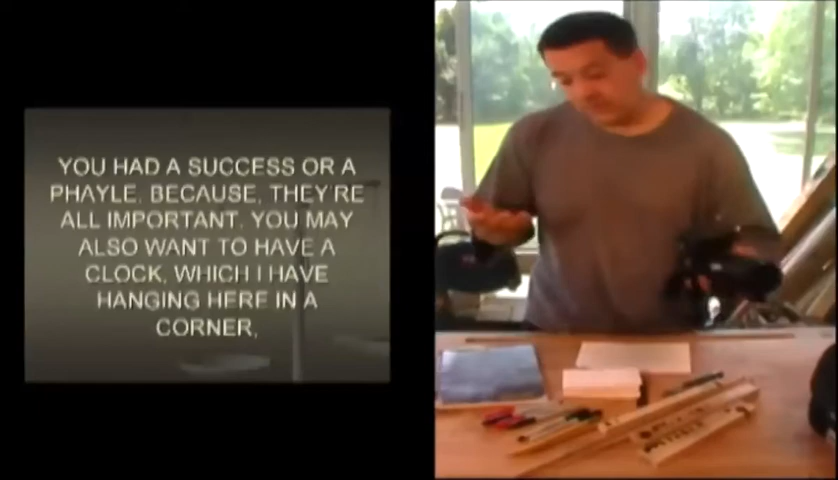 YOU HAD A SUCCESS OR A
PHAYLE, BECAUSE, THEY'RE
ALL IMPORTANT. YOU MAY
ALSO WANT TO HAVE A
CLOCK, WHICH I HAVE
HANGING HERE IN A
CORNER,